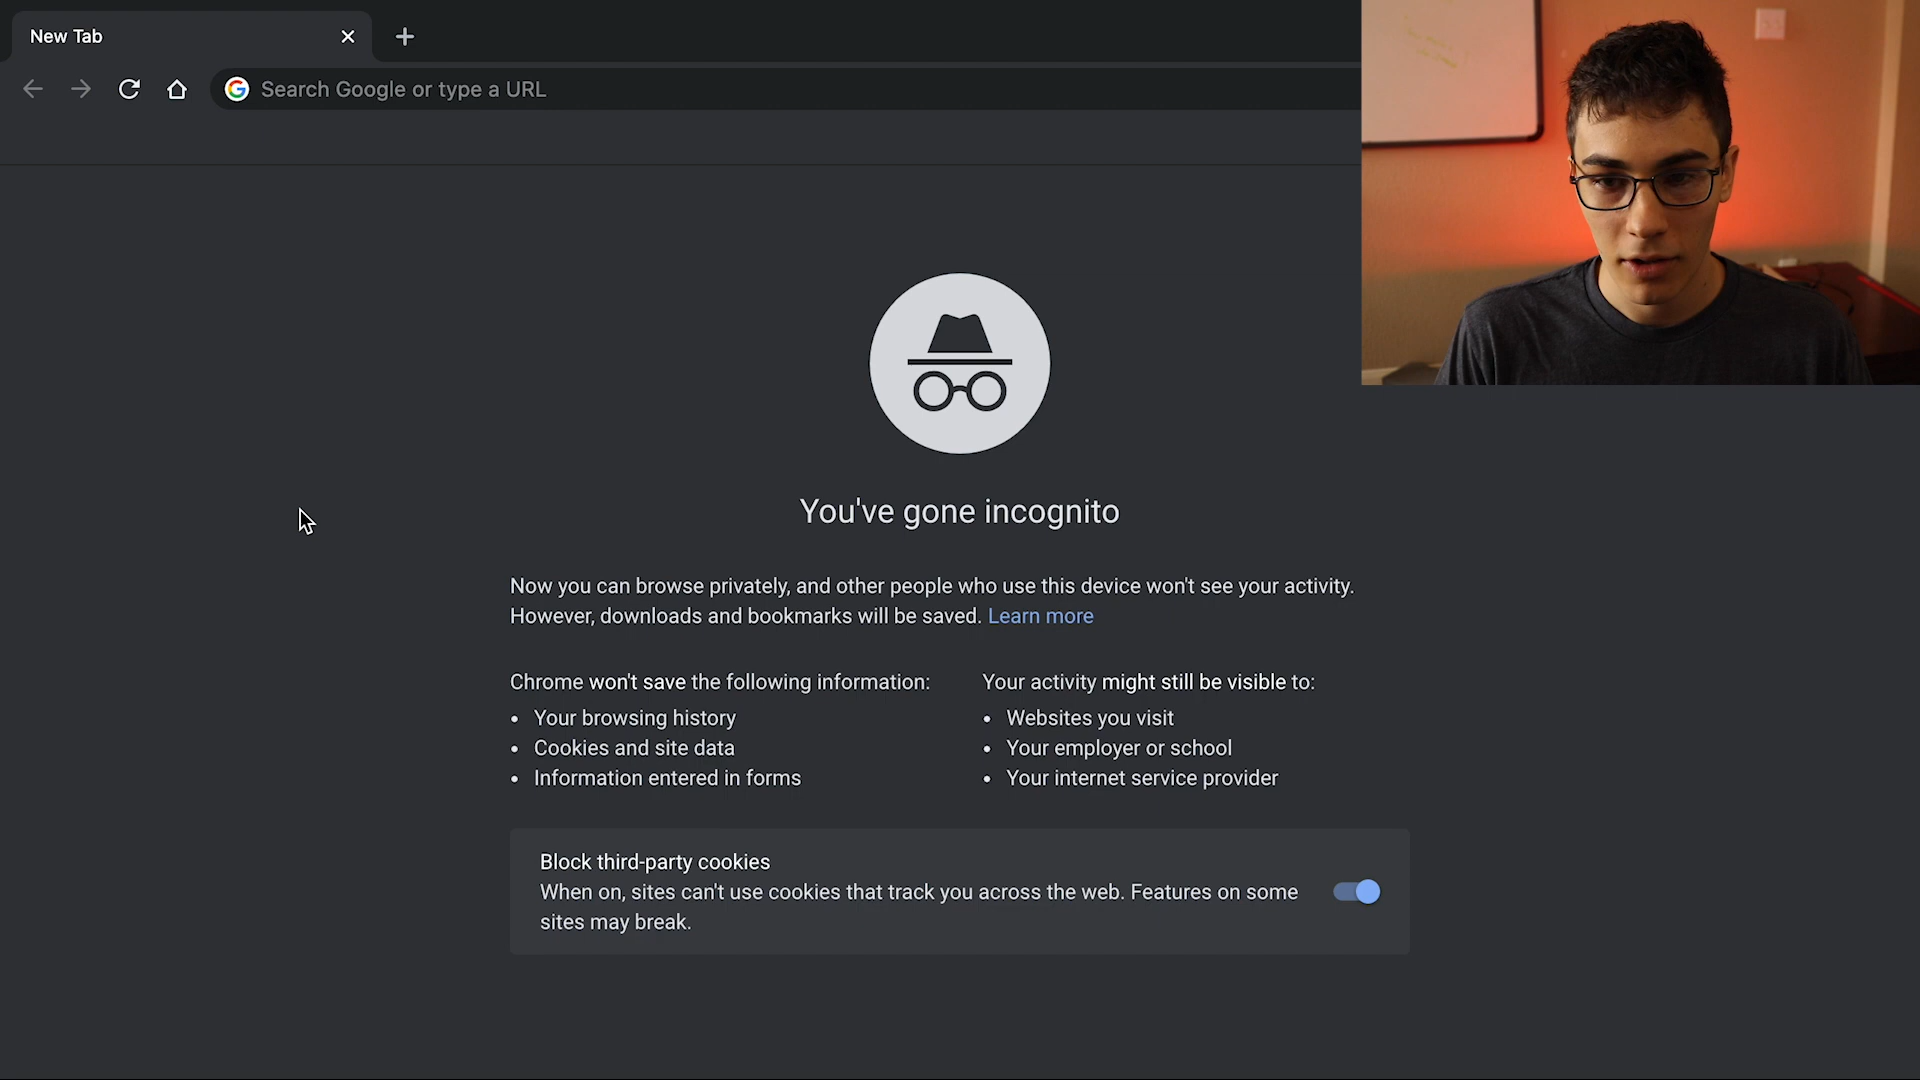 New Tab
Search Google or type a URL
You've gone incognito
Now you can browse privately, and other people who use this device won't see your activity.
However, downloads and bookmarks will be saved. Learn more
Chrome won't save the following information:
• Your browsing history
• Cookies and site data
• Information entered in forms
Your activity might still be visible to:
• Websites you visit
• Your employer or school
• Your internet service provider
Block third-party cookies
When on, sites can't use cookies that track you across the web. Features on some
sites may break.